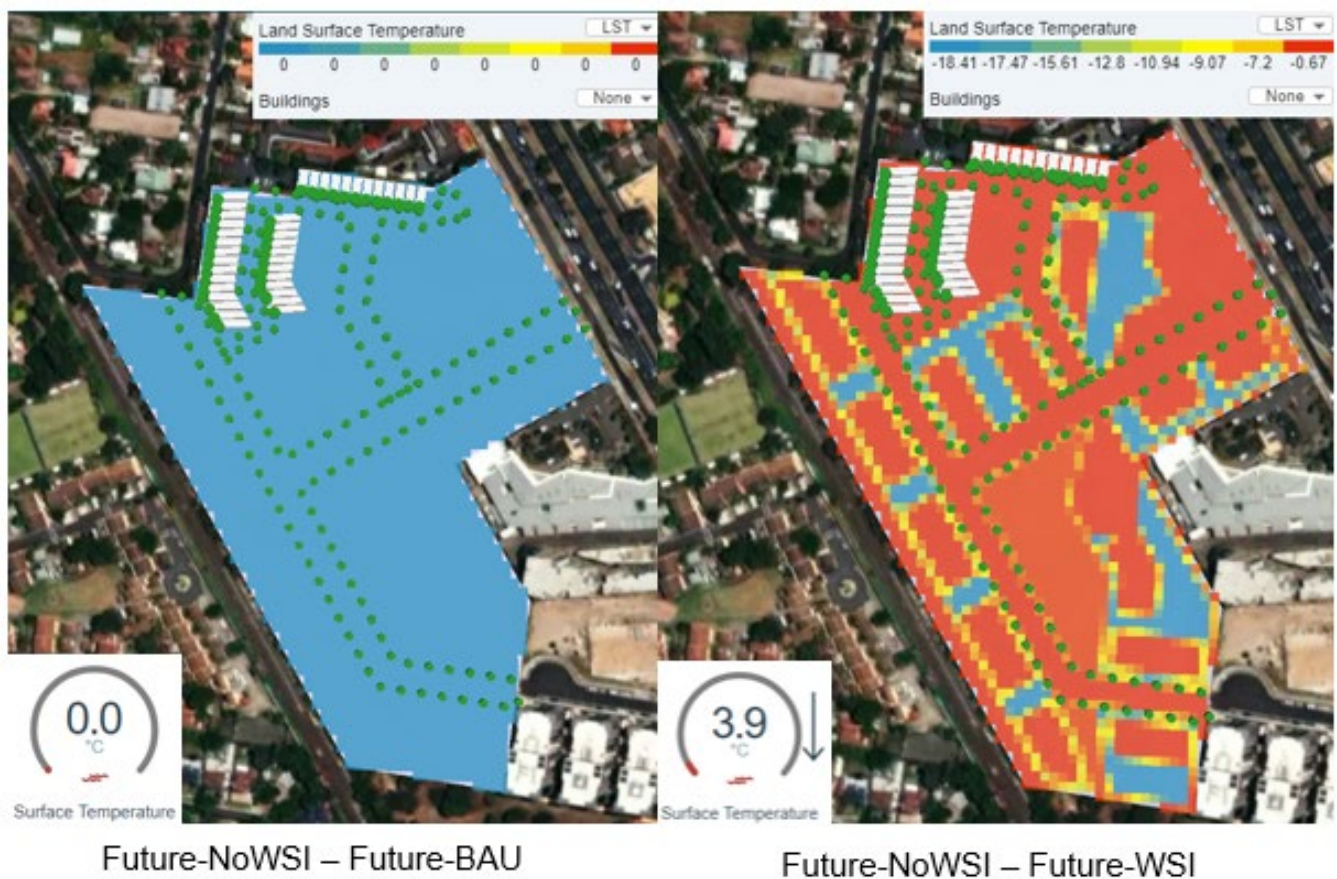 Land Surface Temperature LST
0 0 0 0 0 0 0
Buildings None
0.0
°C
Surface Temperature
Future-NoWSI – Future-BAU
Land Surface Temperature LST
-18.41 -17.47 -15.61 -12.8 -10.94 -9.07 -7.2 -0.67
Buildings None
3.9
°C
Surface Temperature
Future-NoWSI – Future-WSI